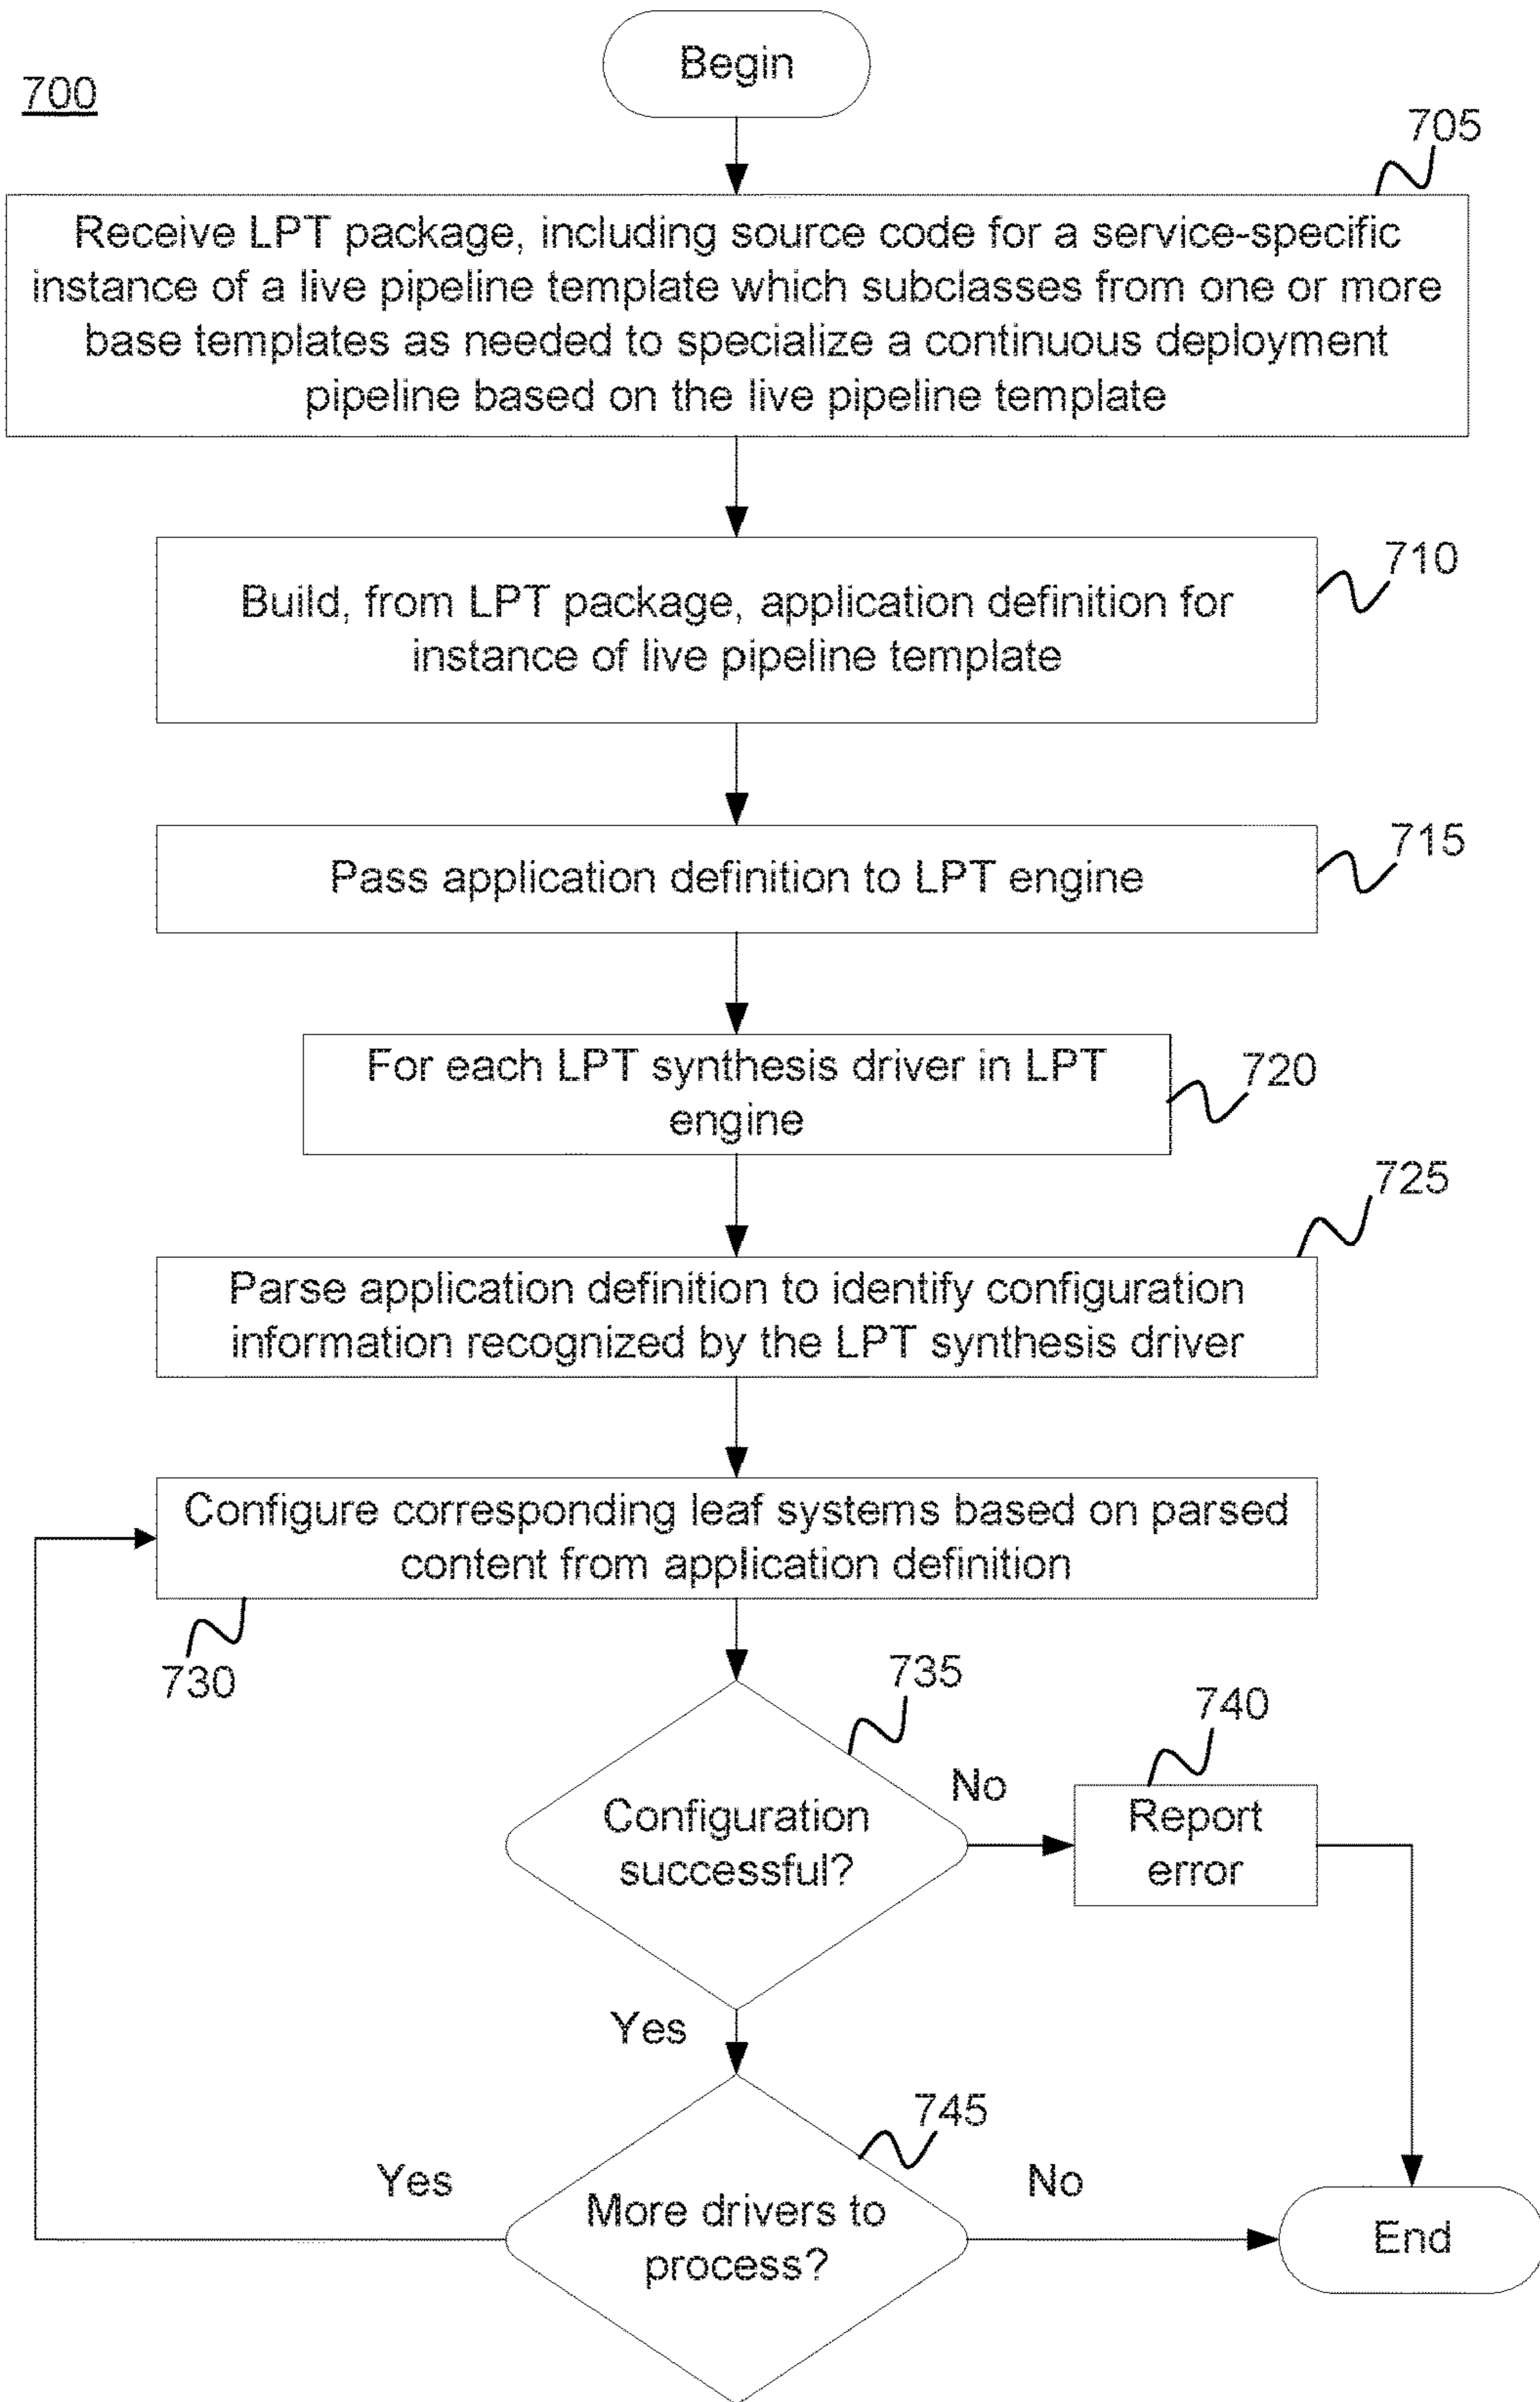 Begin
700
705
Receive LPT package, including source code for a service-specific
instance of a live pipeline template which subclasses from one or more
base templates as needed to specialize a continuous deployment
pipeline based on the live pipeline template
710
Build, from LPT package, application definition for
instance of live pipeline template
715
Pass application definition to LPT engine
For each LPT synthesis driver in LPT
engine
720
725
Parse application definition to identify configuration
information recognized by the LPT synthesis driver
Configure corresponding leaf systems based on parsed
content from application definition
730
735
740
Configuration
successful?
No
Report
error
Yes
745
Yes
More drivers to
process?
No
End